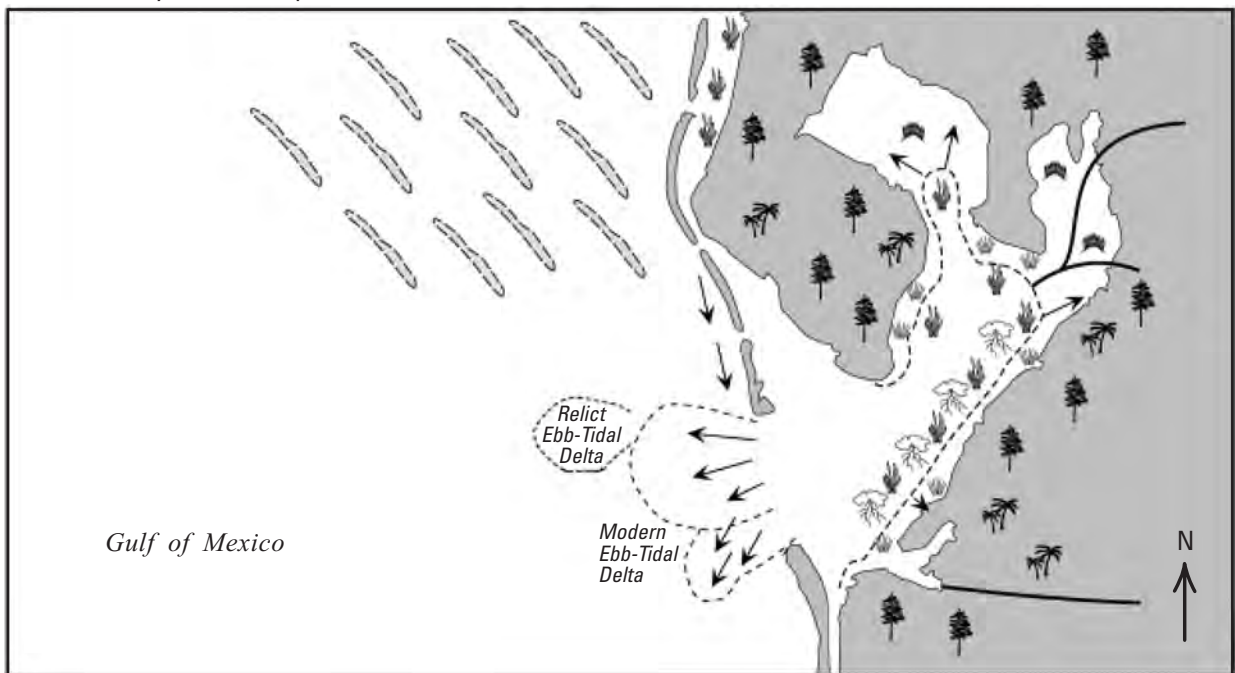 Relict
Ebb-Tidal
Delta
Gulf of Mexico
Modern
Ebb-Tidal
Delta
N